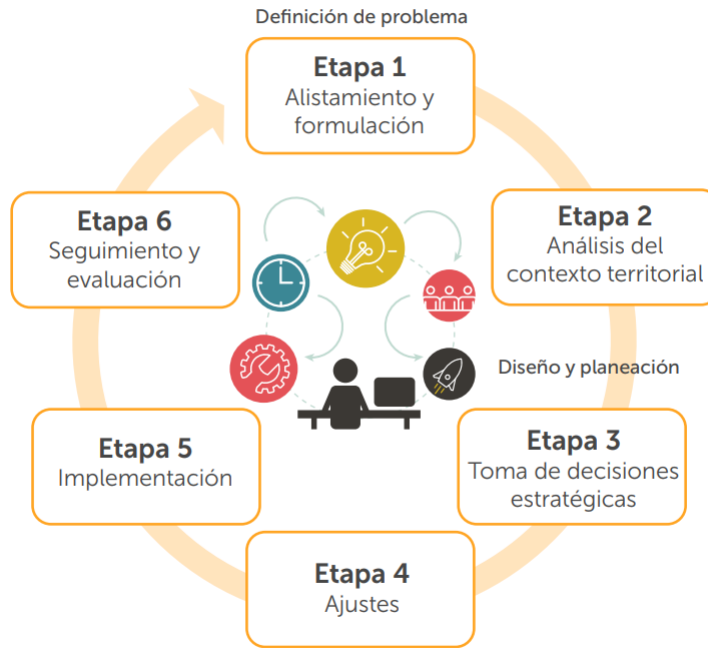 Definición de problema
Etapa 1
Alistamiento y
formulación
Etapa 2
Análisis del
contexto territorial
Diseño y planeación
Etapa 3
Toma de decisiones
estratégicas
Etapa 4
Ajustes
Etapa 5
Implementación
Etapa 6
Seguimiento y
evaluación